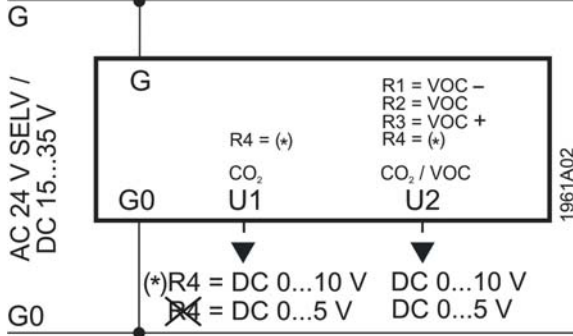 G
AC 24 V SELV /
DC 15...35 V
G
R1 = VOC –
R2 = VOC
R3 = VOC +
R4 = (*)
R4 = (*)
CO₂
CO₂ / VOC
G0
U1
U2
1961A02
(*)R4 = DC 0...10 V
DC 0...10 V
R4 = DC 0...5 V
DC 0...5 V
G0